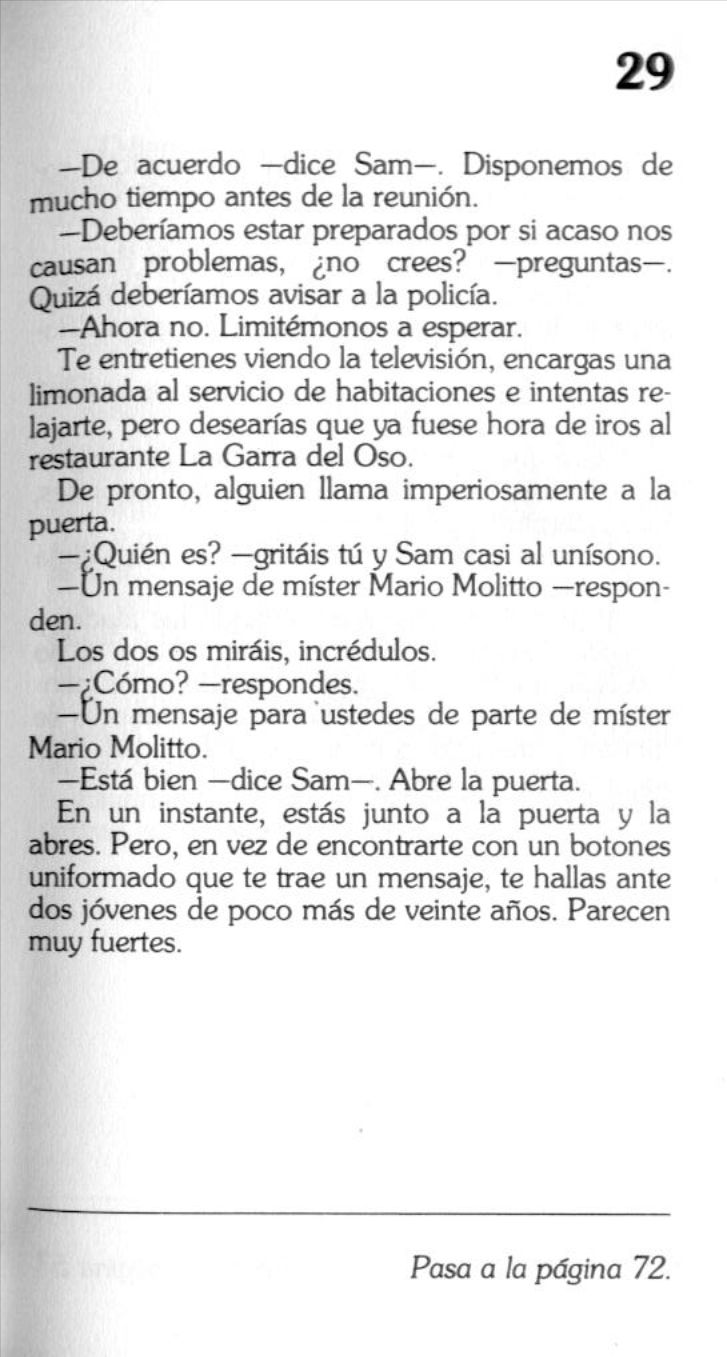 29
—De acuerdo —dice Sam—. Disponemos de
mucho tiempo antes de la reunión.
—Deberíamos estar preparados por si acaso nos
causan problemas, ¿no crees? —preguntas—.
Quizá deberíamos avisar a la policía.
—Ahora no. Limitémonos a esperar.
Te entretienes viendo la televisión, encargas una
limonada al servicio de habitaciones e intentas re-
lajarte, pero desearías que ya fuese hora de iros al
restaurante La Garra del Oso.
De pronto, alguien llama imperiosamente a la
puerta.
—¿Quién es? —gritáis tú y Sam casi al unísono.
—Un mensaje de míster Mario Molitto —respon-
den.
Los dos os miráis, incrédulos.
—¿Cómo? —respondes.
—Un mensaje para ustedes de parte de míster
Mario Molitto.
—Está bien —dice Sam—. Abre la puerta.
En un instante, estás junto a la puerta y la
abres. Pero, en vez de encontrarte con un botones
uniformado que te trae un mensaje, te hallas ante
dos jóvenes de poco más de veinte años. Parecen
muy fuertes.
Pasa a la página 72.